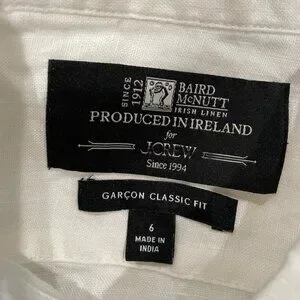 SINCE 1912
BAIRD
McNUTT
IRISH LINEN
PRODUCED IN IRELAND
for
J.CREW
Since 1994
GARÇON CLASSIC FIT
6
MADE IN
INDIA